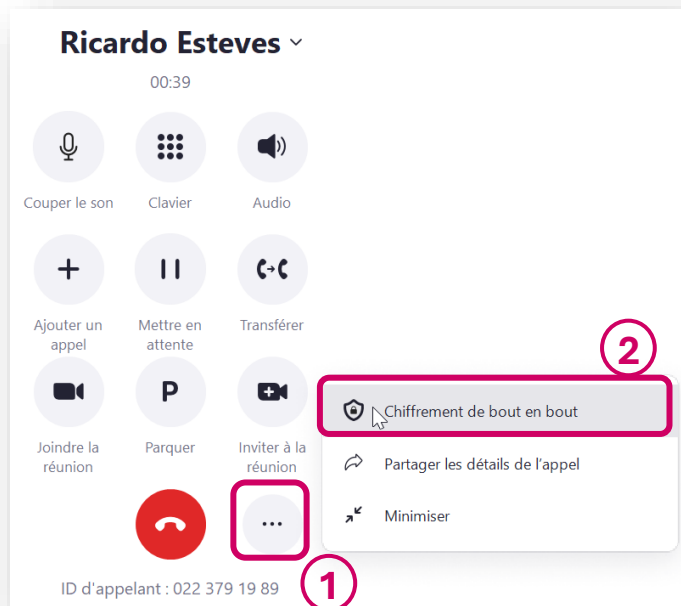 Ricardo Esteves
00:39
Couper le son
Clavier
Audio
Ajouter un
appel
Mettre en
attente
Transférer
P
Joindre la
réunion
Parquer
Inviter à la
réunion
2
Chiffrement de bout en bout
Partager les détails de l'appel
Minimiser
1
ID d'appelant : 022 379 19 89